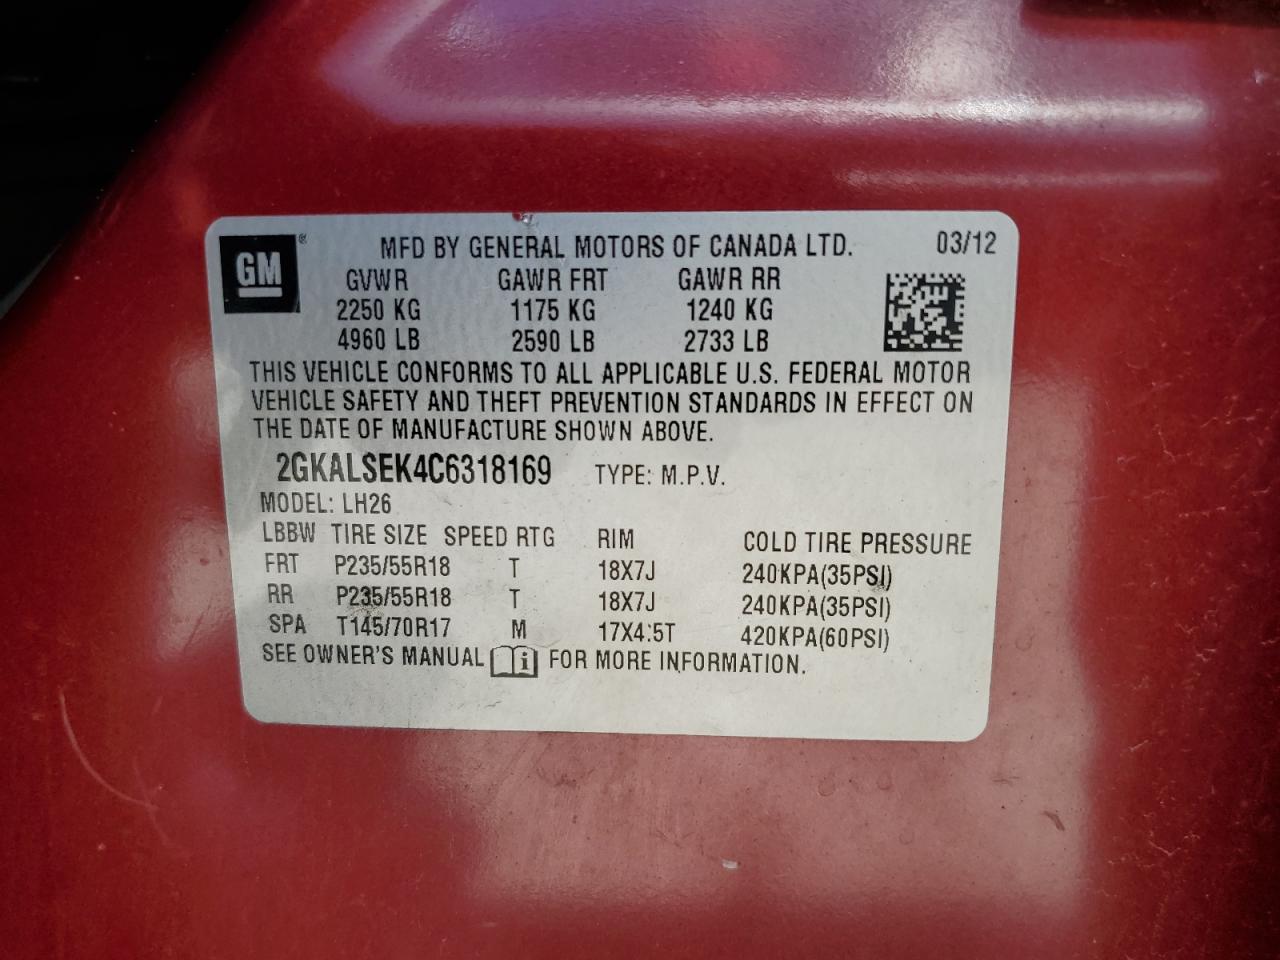 GM ® MFD BY GENERAL MOTORS OF CANADA LTD. 03/12
GVWR GAWR FRT GAWR RR
2250 KG 1175 KG 1240 KG
4960 LB 2590 LB 2733 LB
THIS VEHICLE CONFORMS TO ALL APPLICABLE U.S. FEDERAL MOTOR
VEHICLE SAFETY AND THEFT PREVENTION STANDARDS IN EFFECT ON
THE DATE OF MANUFACTURE SHOWN ABOVE.
2GKALSEK4C6318169 TYPE: M.P.V.
MODEL: LH26
LBBW TIRE SIZE SPEED RTG RIM COLD TIRE PRESSURE
FRT P235/55R18 T 18X7J 240KPA(35PSI)
RR P235/55R18 T 18X7J 240KPA(35PSI)
SPA T145/70R17 M 17X4.5T 420KPA(60PSI)
SEE OWNER'S MANUAL i FOR MORE INFORMATION.